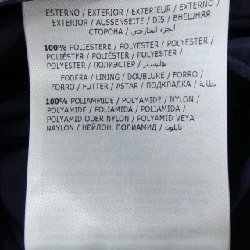 ESTERNO / EXTERIOR / EXTERIEUR / EXTERNO
/ EXTERIOR / AUSSENSEITE / DIŞ / ВНЕШНЯЯ
СТОРОНА / الجزء الخارجي /
100% POLIESTERE / POLYESTER / POLYESTER /
POLIÉSTER / POLIÉSTER / POLYESTER /
POLYESTER / ПОЛИЭСТЕР / بوليستر /
FODERA / LINING / DOUBLURE / FORRO /
FORRO / FUTTER / ASTAR / ПОДКЛАДКА / بطانة /
100% POLIAMMIDE / POLYAMIDE / NYLON /
POLYAMIDE / POLIAMIDA / POLIAMIDA /
POLYAMID ODER NYLON / POLYAMID VEYA
NAYLON / НЕЙЛОН, ПОЛИАМИД / نايلون /